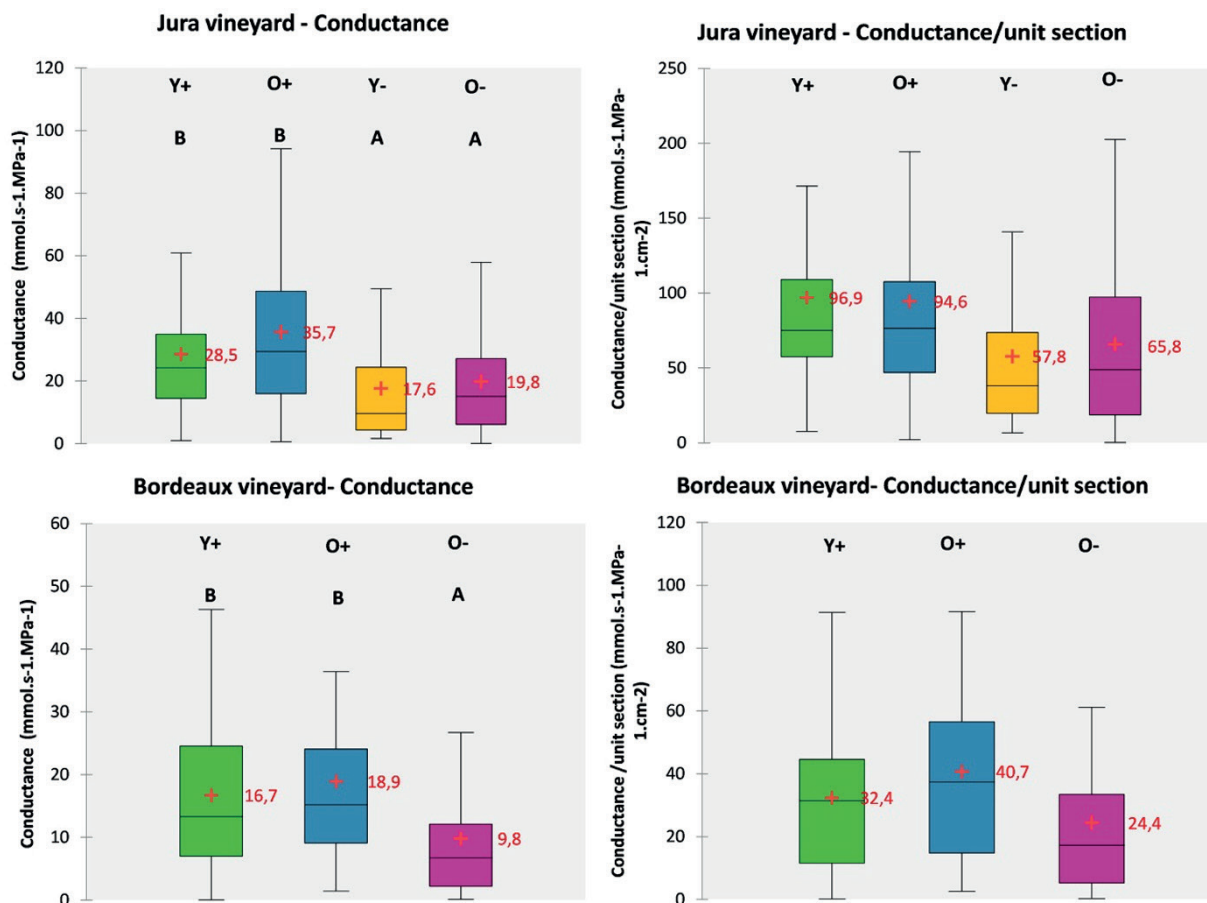 Jura vineyard - Conductance
Conductance (mmol.s-1.MPa-1)
120
100
80
60
40
20
0
Y+ O+ Y- O-
B B A A
28,5
35,7
17,6
19,8
Jura vineyard - Conductance/unit section
Conductance/unit section (mmol.s-1.MPa-
1.cm-2)
250
200
150
100
50
0
Y+ O+ Y- O-
96,9
94,6
57,8
65,8
Bordeaux vineyard- Conductance
Conductance (mmol.s-1.MPa-1)
60
50
40
30
20
10
0
Y+ O+ O-
B B A
16,7
18,9
9,8
Bordeaux vineyard- Conductance/unit section
Conductance /unit section (mmol.s-1.MPa-
1.cm-2)
120
100
80
60
40
20
0
Y+ O+ O-
32,4
40,7
24,4